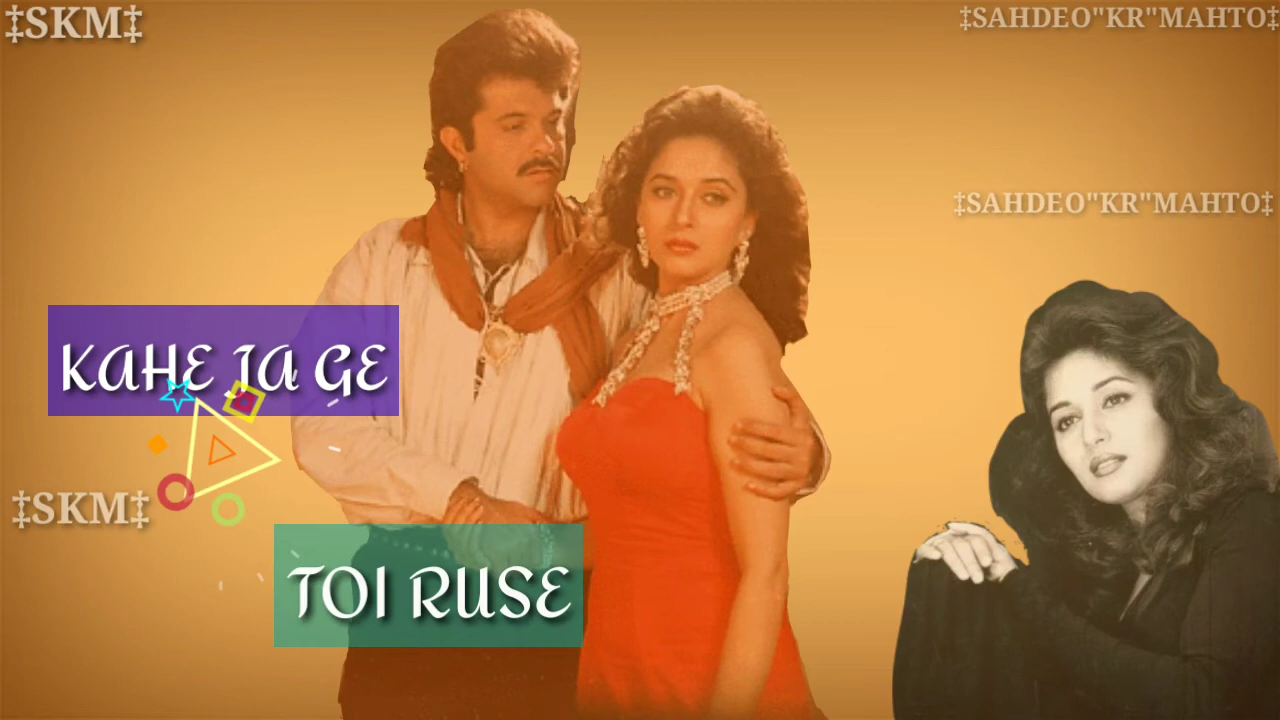 ‡SKM‡
‡SAHDEO"KR"MAHTO‡
‡SAHDEO"KR"MAHTO‡
KAHE JA GE
‡SKM‡
TOI RUSE